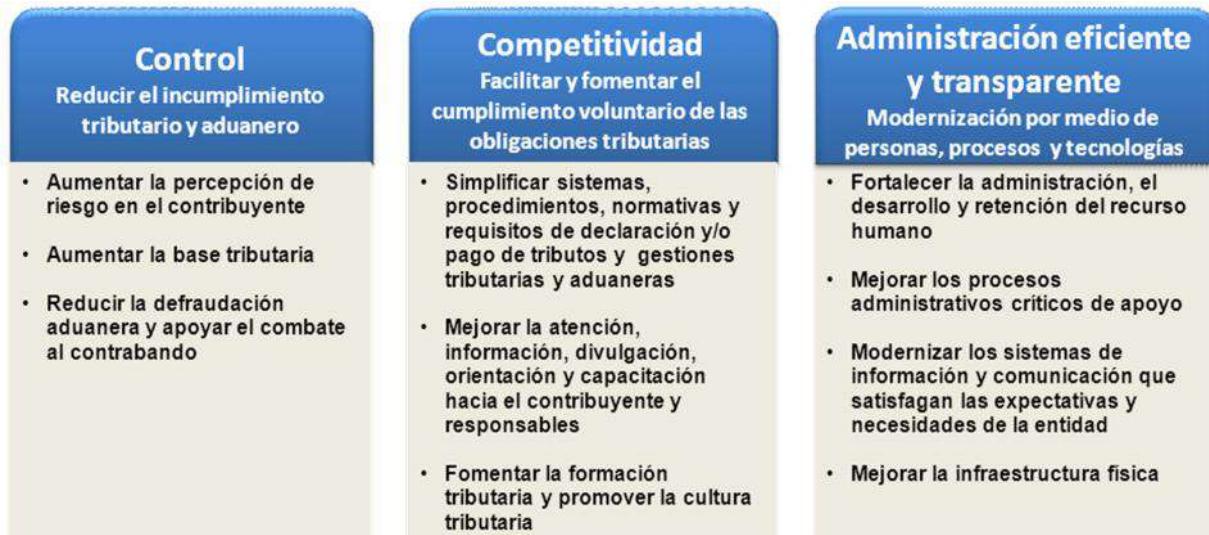 Control
Reducir el incumplimiento
tributario y aduanero
• Aumentar la percepción de
riesgo en el contribuyente
• Aumentar la base tributaria
• Reducir la defraudación
aduanera y apoyar el combate
al contrabando
Competitividad
Facilitar y fomentar el
cumplimiento voluntario de las
obligaciones tributarias
• Simplificar sistemas,
procedimientos, normativas y
requisitos de declaración y/o
pago de tributos y gestiones
tributarias y aduaneras
• Mejorar la atención,
información, divulgación,
orientación y capacitación
hacia el contribuyente y
responsables
• Fomentar la formación
tributaria y promover la cultura
tributaria
Administración eficiente
y transparente
Modernización por medio de
personas, procesos y tecnologías
• Fortalecer la administración, el
desarrollo y retención del recurso
humano
• Mejorar los procesos
administrativos críticos de apoyo
• Modernizar los sistemas de
información y comunicación que
satisfagan las expectativas y
necesidades de la entidad
• Mejorar la infraestructura física